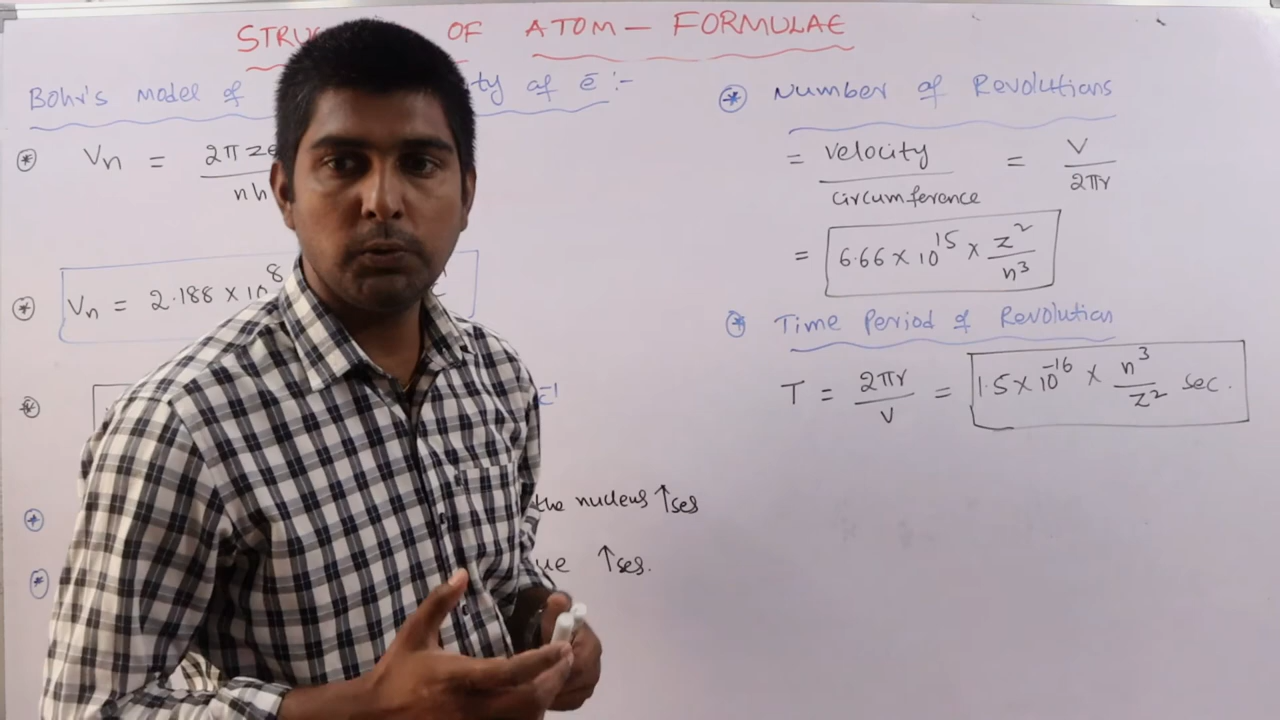 STRU OF ATOM — FORMULAE
Bohr's model of ty of ē :-
* Vn = 2π ze / nh
* Vn = 2.188 × 10^8
*
* the nucleus ↑ses
* ue ↑ses.
* Number of Revolutions
= velocity / circumference = V / 2πr
= 6.66 × 10^15 × z^2 / n^3
* Time Period of Revolution
T = 2πr / V = 1.5 × 10^-16 × n^3 / z^2 sec.